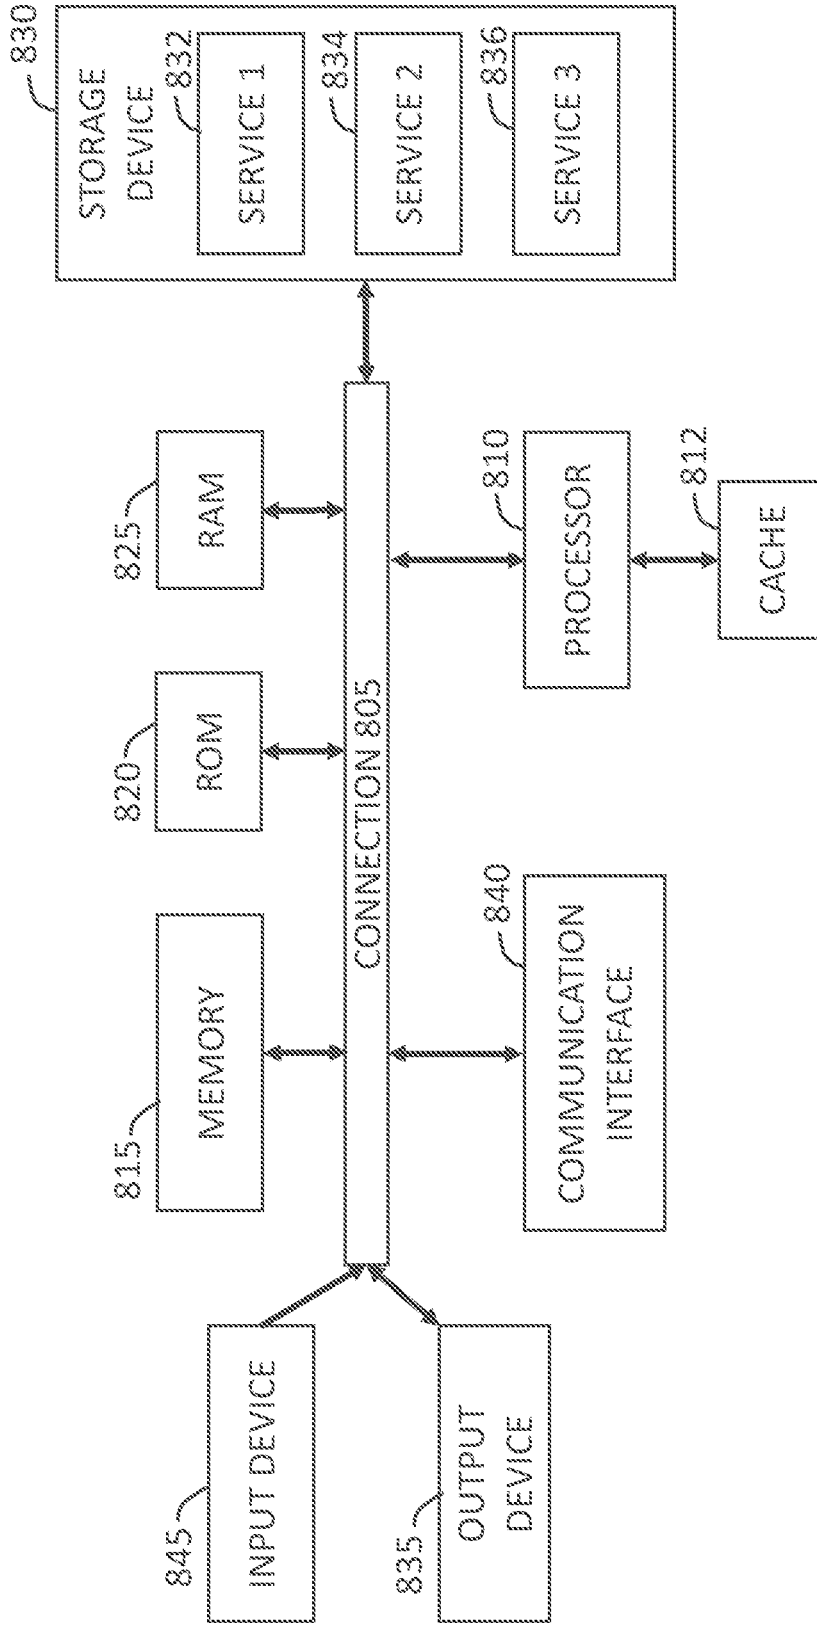 845
INPUT DEVICE
835
OUTPUT
DEVICE
815
MEMORY
820
ROM
825
RAM
CONNECTION 805
840
COMMUNICATION
INTERFACE
810
PROCESSOR
812
CACHE
830
STORAGE
DEVICE
832
SERVICE 1
834
SERVICE 2
836
SERVICE 3